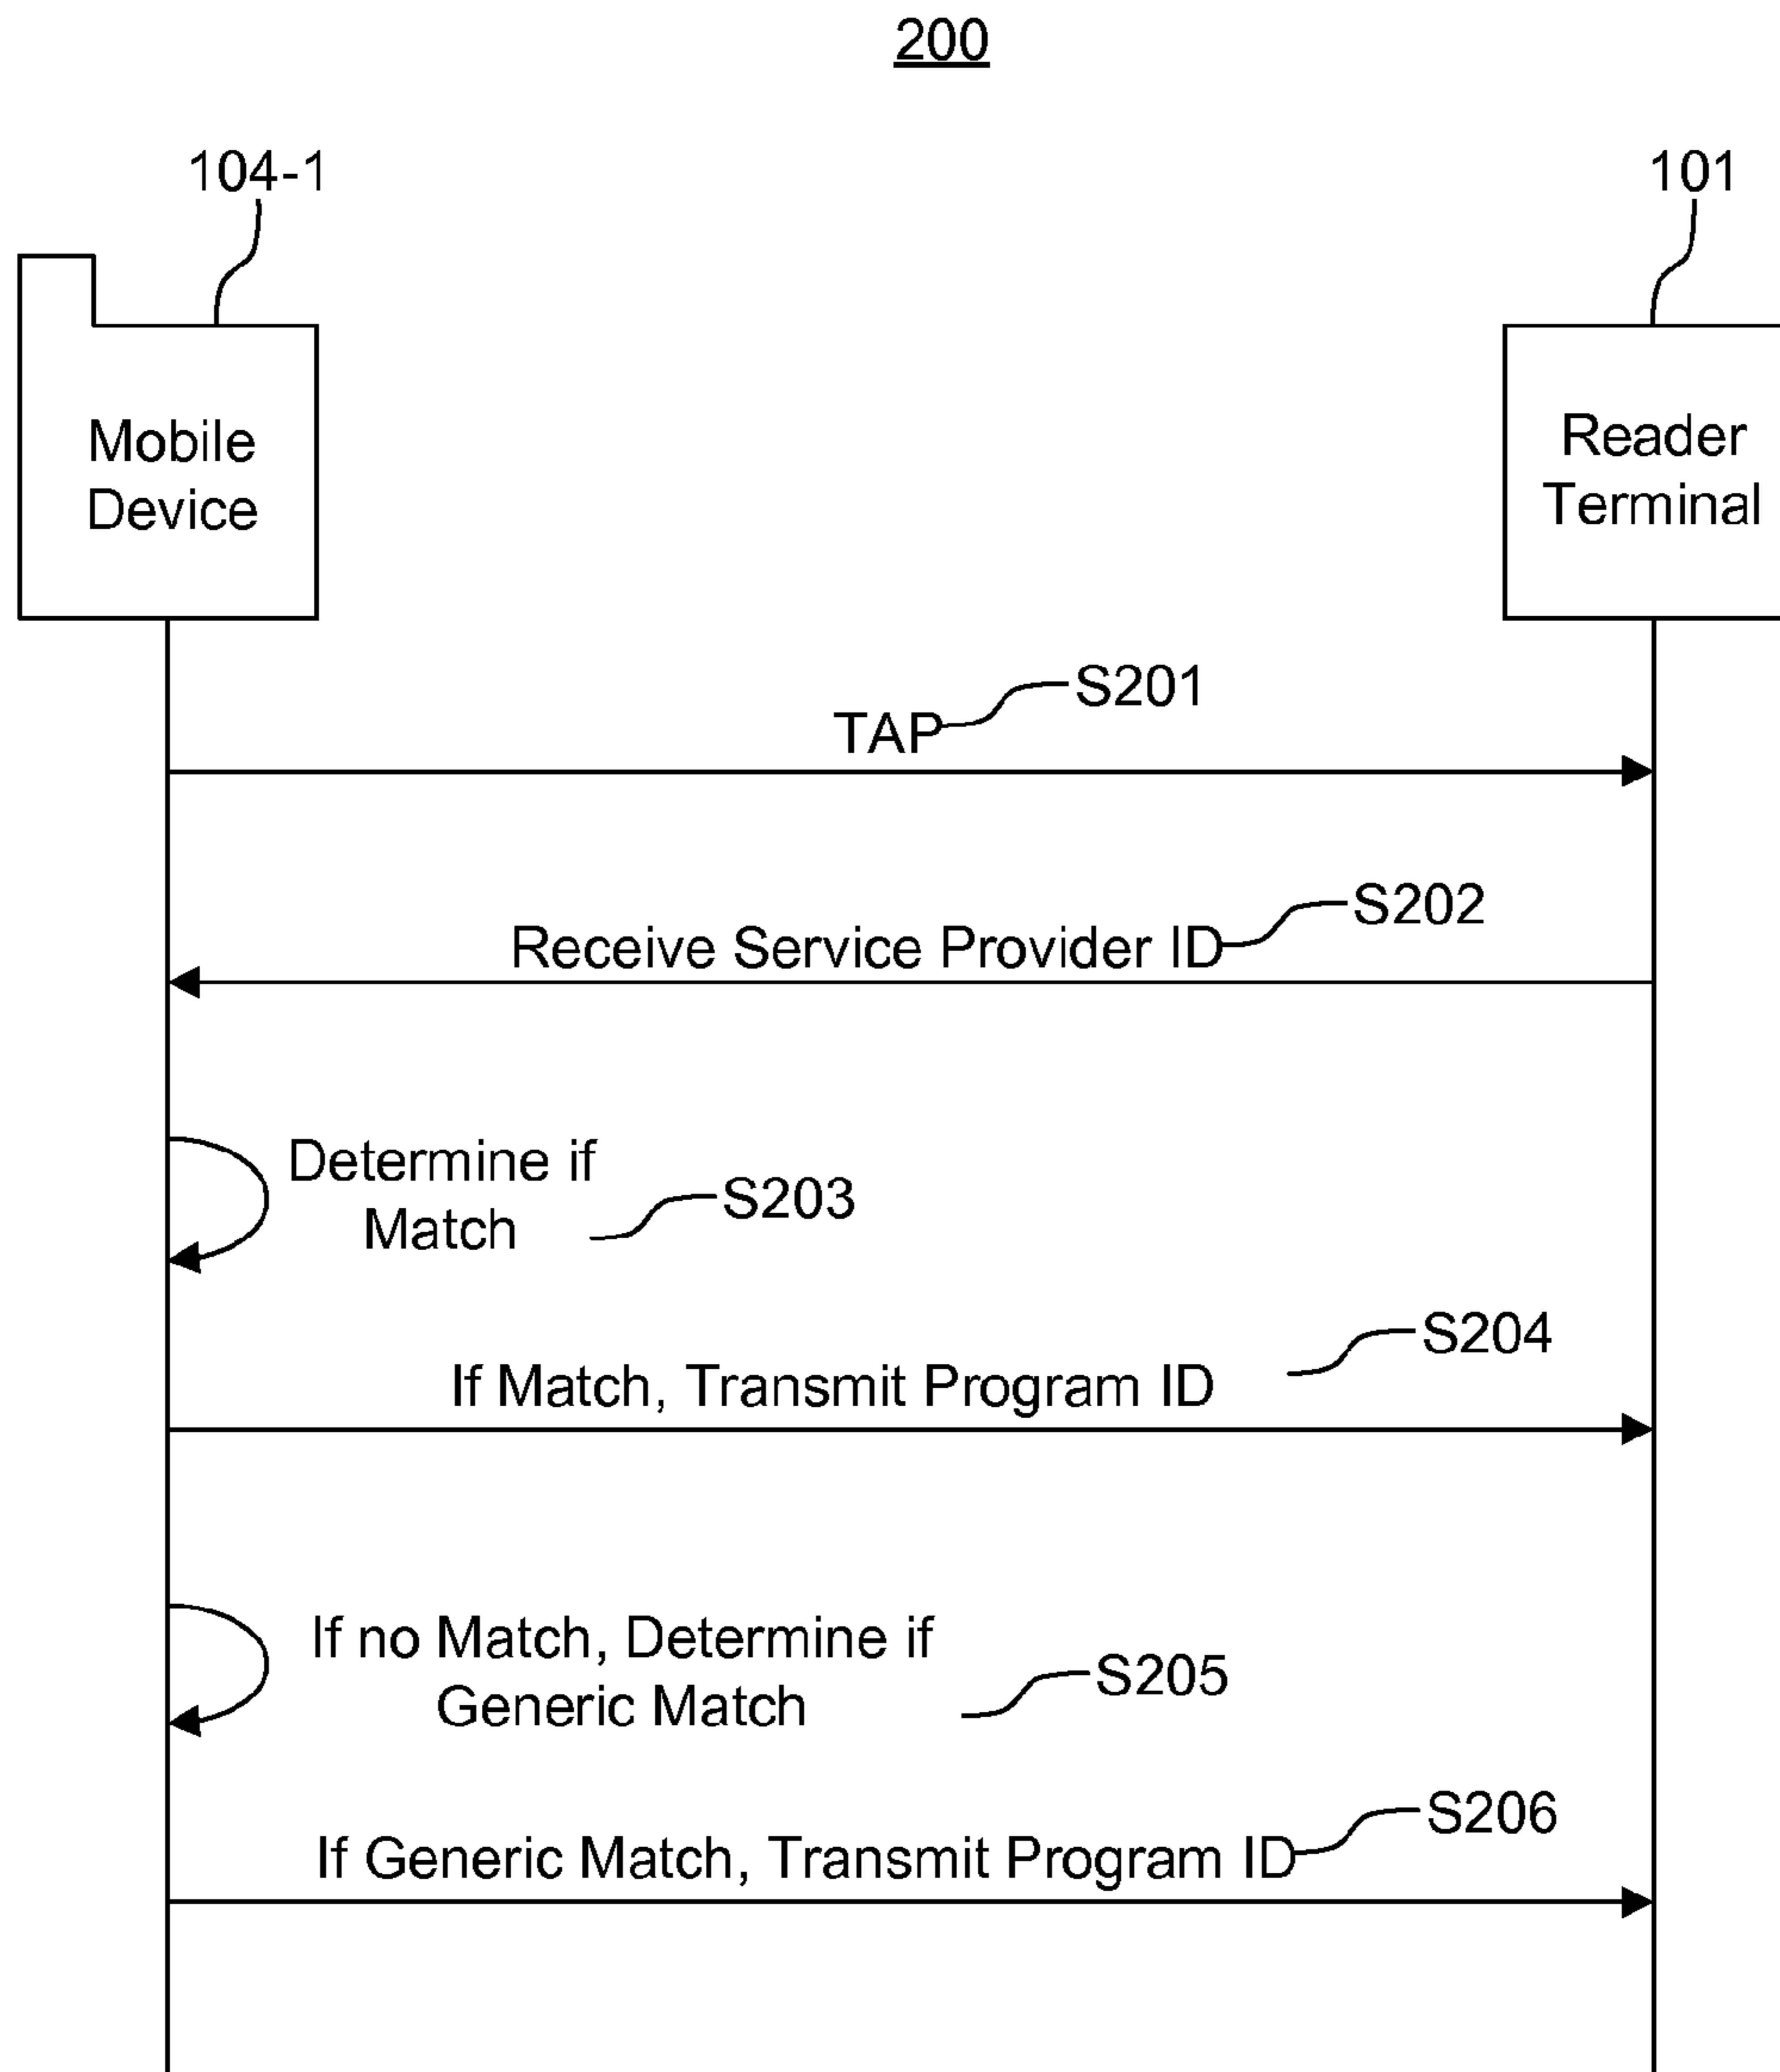 200
104-1
101
Mobile
Device
Reader
Terminal
S201
TAP
S202
Receive Service Provider ID
Determine if
Match
S203
S204
If Match, Transmit Program ID
If no Match, Determine if
Generic Match
S205
S206
If Generic Match, Transmit Program ID